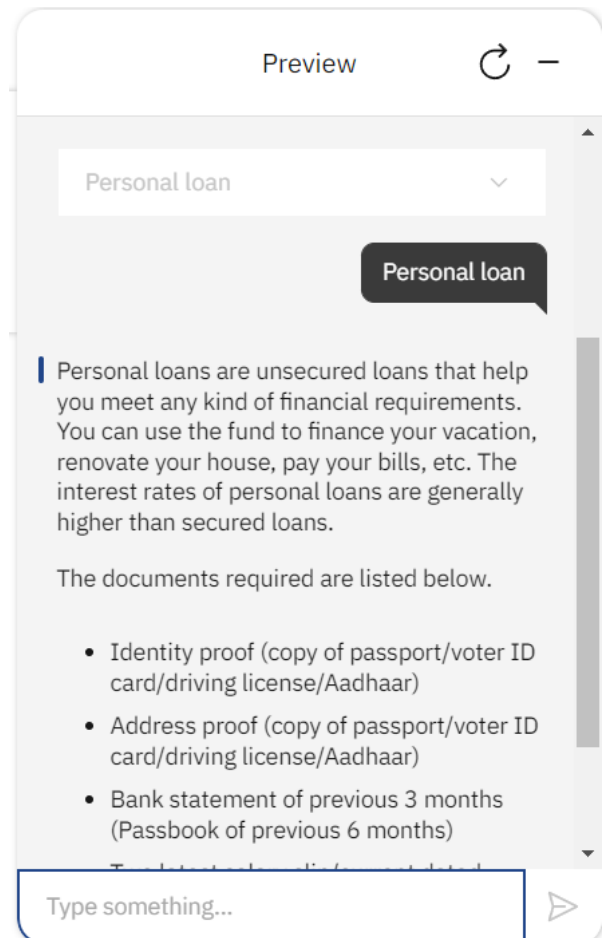 Preview
Personal loan
Personal loan
Personal loans are unsecured loans that help
you meet any kind of financial requirements.
You can use the fund to finance your vacation,
renovate your house, pay your bills, etc. The
interest rates of personal loans are generally
higher than secured loans.
The documents required are listed below.
• Identity proof (copy of passport/voter ID
card/driving license/Aadhaar)
• Address proof (copy of passport/voter ID
card/driving license/Aadhaar)
• Bank statement of previous 3 months
(Passbook of previous 6 months)
Type something...